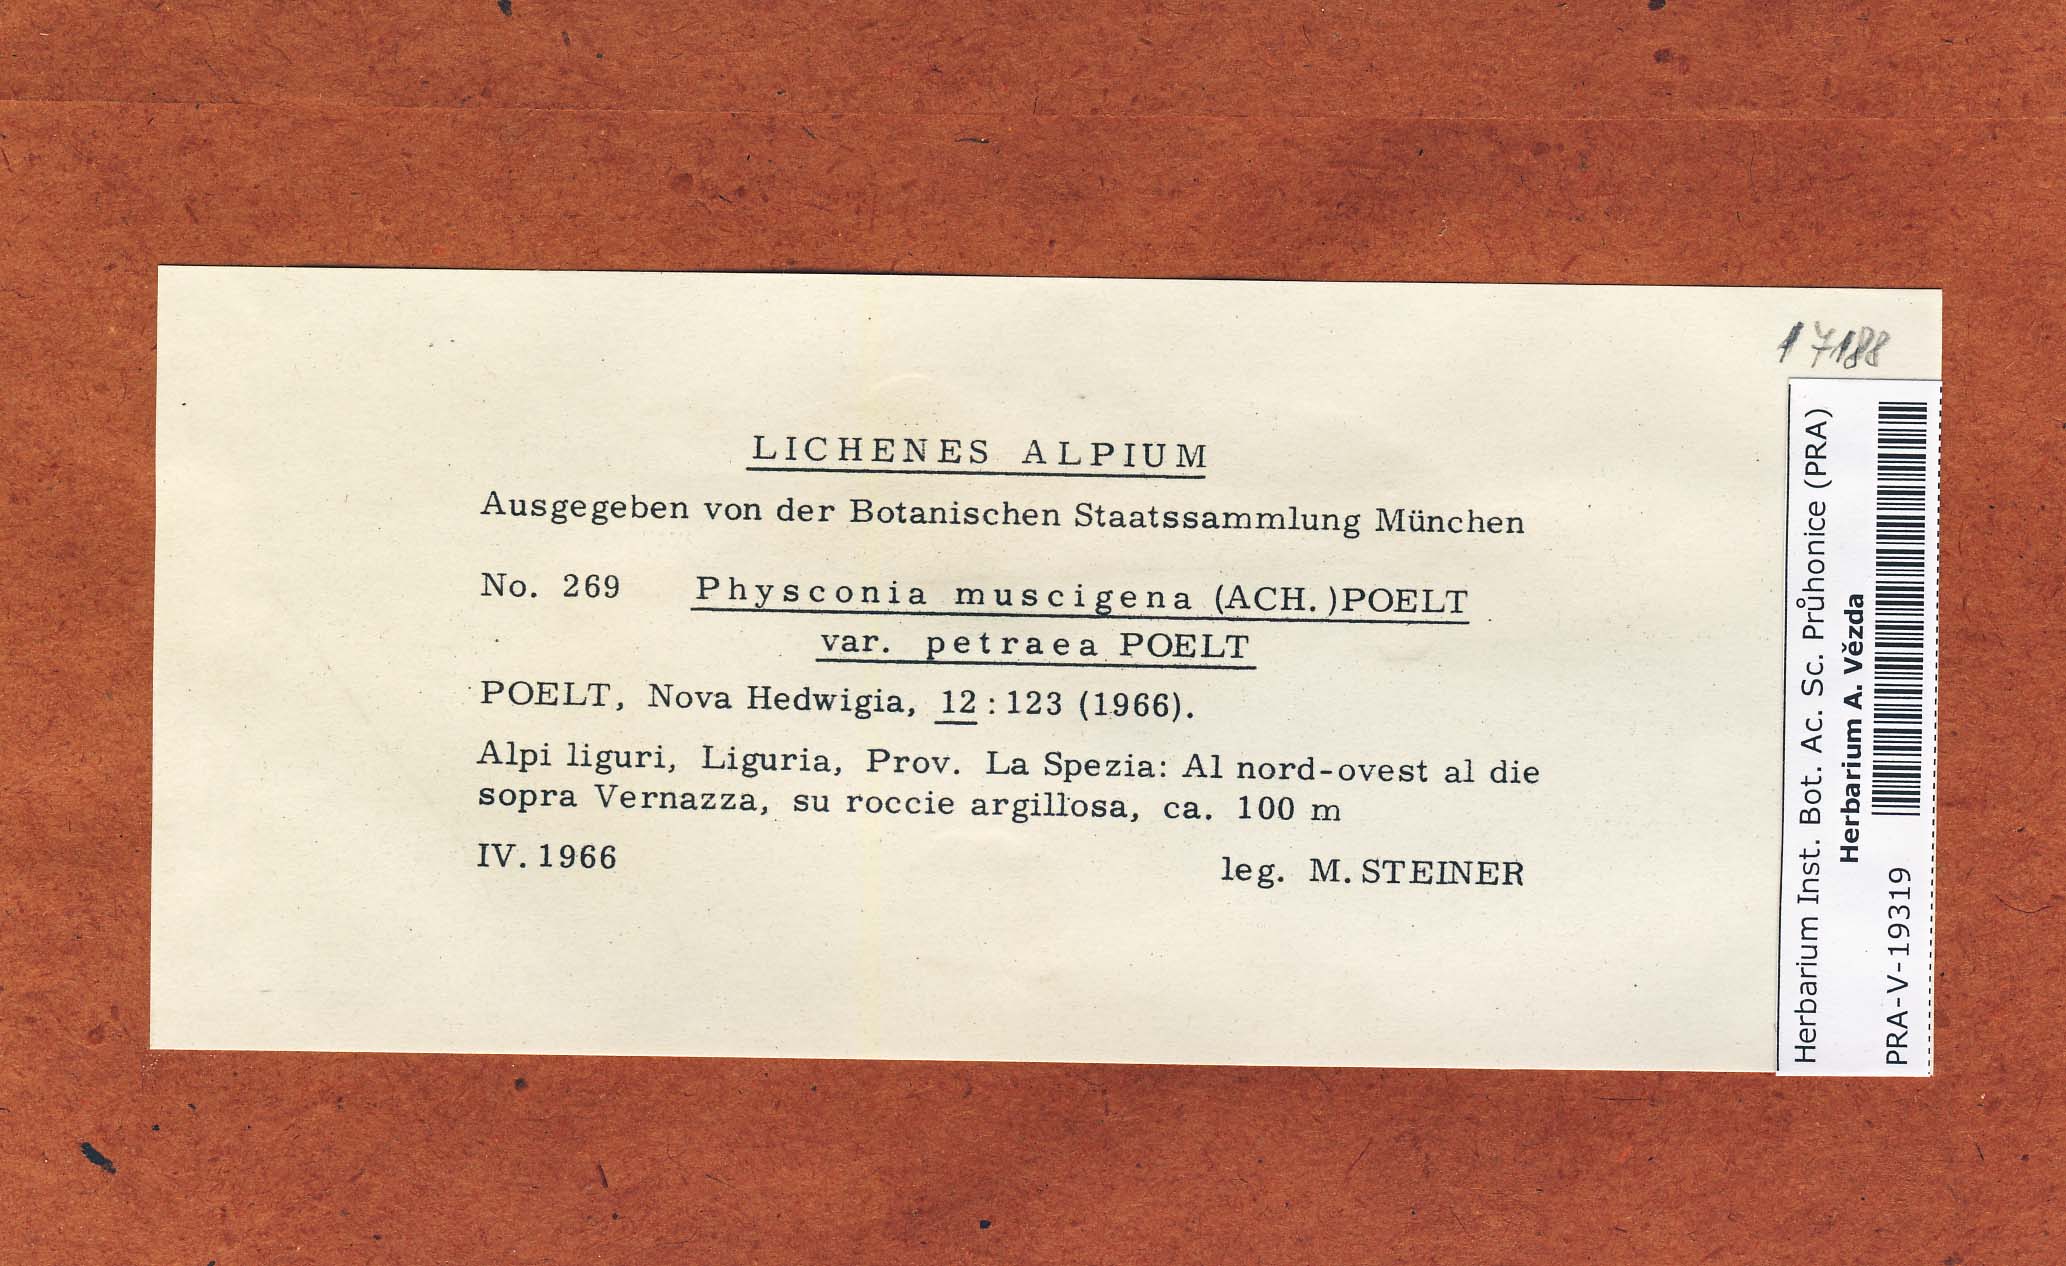 17188
LICHENES ALPIUM
Ausgegeben von der Botanischen Staatssammlung München
No. 269 Physconia muscigena (ACH.)POELT
var. petraea POELT
POELT, Nova Hedwigia, 12:123 (1966).
Alpi liguri, Liguria, Prov. La Spezia: Al nord-ovest al die
sopra Vernazza, su roccie argillosa, ca. 100 m
IV. 1966 leg. M. STEINER
Herbarium Inst. Bot. Ac. Sc. Průhonice (PRA)
Herbarium A. Vězda
PRA-V-19319